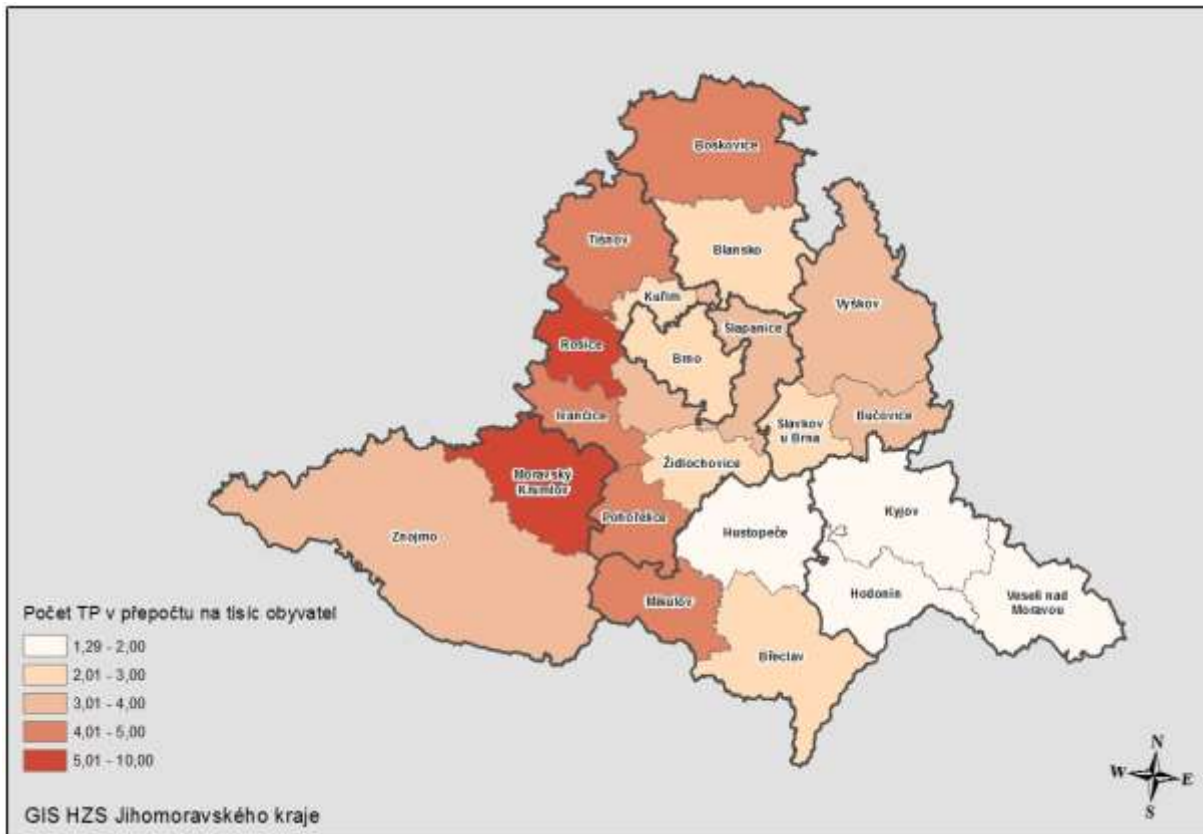 Boskovice
Tišnov
Blansko
Kuřim
Vyškov
Šlapanice
Rosice
Brno
Ivančice
Slavkov
u Brna
Bučovice
Židlochovice
Moravský
Krumlov
Pohořelice
Kyjov
Hustopeče
Znojmo
Hodonín
Veselí nad
Moravou
Mikulov
Břeclav
Počet TP v přepočtu na tisíc obyvatel
1,29 - 2,00
2,01 - 3,00
3,01 - 4,00
4,01 - 5,00
5,01 - 10,00
GIS HZS Jihomoravského kraje
N
W
E
S